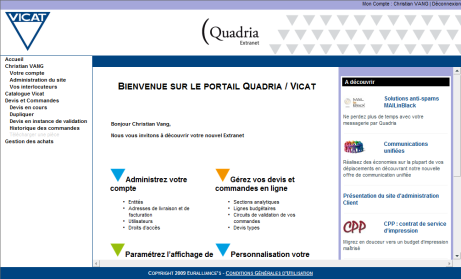 Mon Compte : Christian VANG | Déconnexion
VICAT
Quadria
Extranet
Accueil
Christian VANG
Votre compte
Administration du site
Vos interlocuteurs
Catalogue Vicat
Devis et Commandes
Devis en cours
Dupliquer
Devis en instance de validation
Historique des commandes
Gestion des achats
BIENVENUE SUR LE PORTAIL QUADRIA / VICAT
Bonjour Christian Vang,
Nous vous invitons à découvrir votre nouvel Extranet
Administrez votre
compte
Entités
Adresses de livraison et de
facturation
Utilisateurs
Droits d'accès
Gérez vos devis et
commandes en ligne
Sections analytiques
Lignes budgétaires
Circuits de validation de vos
commandes
Devis types
Paramétrez l'affichage de
Personnalisation votre
A découvrir
Solutions anti-spams
MAILinBlack
Ne perdez plus de temps avec votre
messagerie par Quadria
Communications
unifiées
Réalisez des économies sur la plupart de vos
déplacements en découvrant notre nouvelle
offre de communication unifiées
Présentation du site d'administration
Client
CPP
CPP : contrat de service
d'impression
Migrez en douceur vers un budget d'impression
maîtrisé
COPYRIGHT 2009 EURALLIANCE'S - CONDITIONS GÉNÉRALES D'UTILISATION